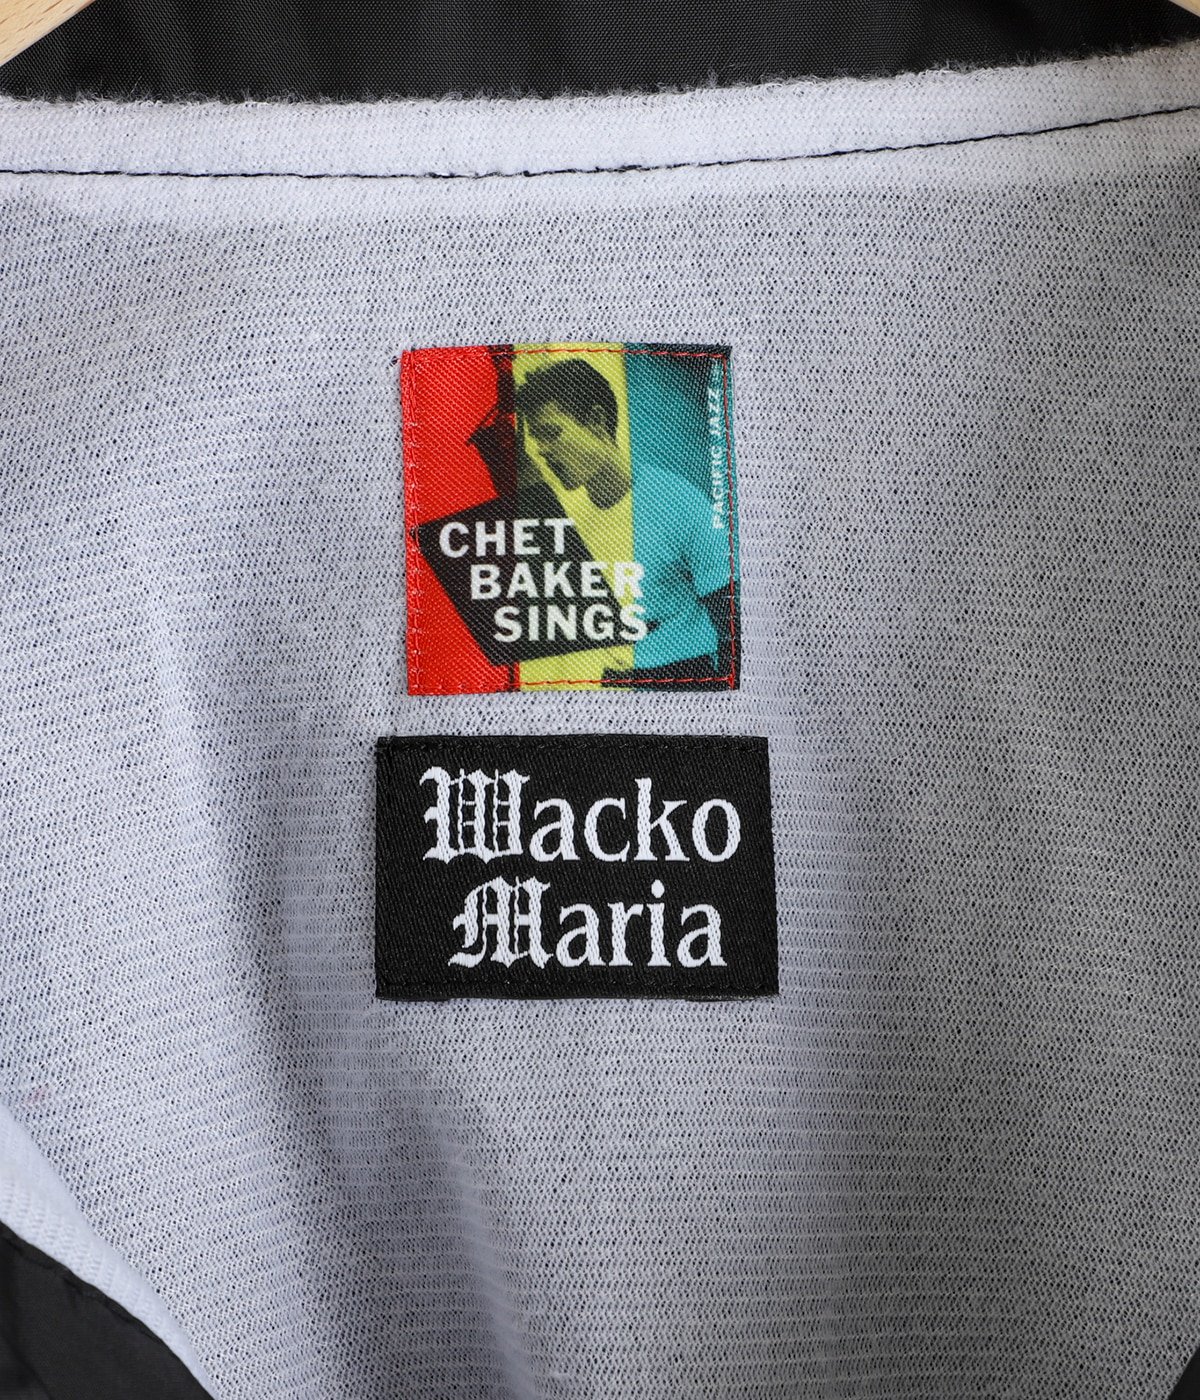 PACIFIC JAZZ
CHET
BAKER
SINGS
Wacko
Maria